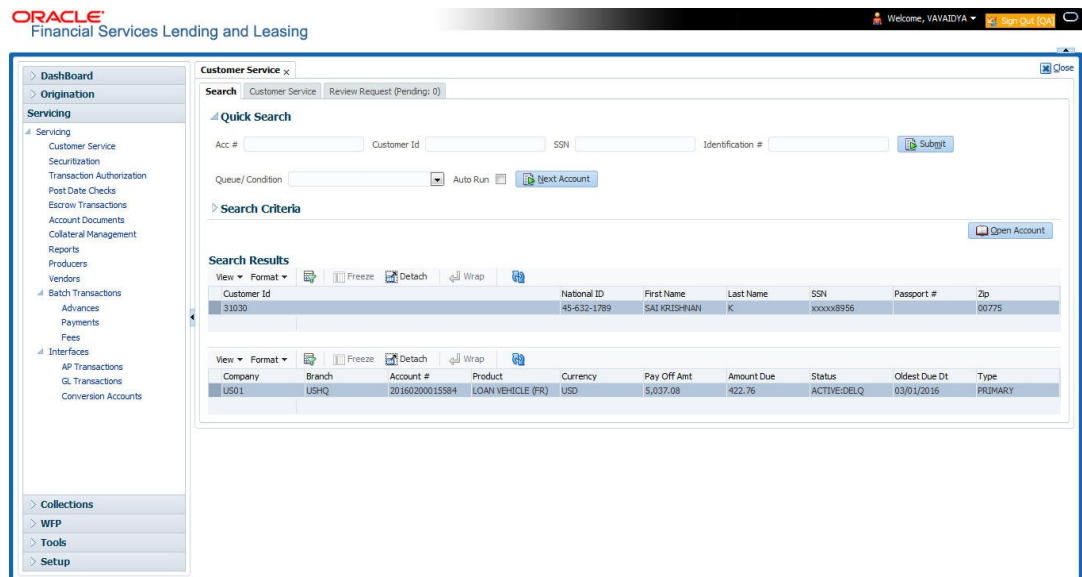 ORACLE®
Financial Services Lending and Leasing
Welcome, VAVAIDYA
Sign Out [QA]
Close
DashBoard
Origination
Servicing
Servicing
Customer Service
Securitization
Transaction Authorization
Post Date Checks
Escrow Transactions
Account Documents
Collateral Management
Reports
Producers
Vendors
Batch Transactions
Advances
Payments
Fees
Interfaces
AP Transactions
GL Transactions
Conversion Accounts
Collections
WFP
Tools
Setup
Customer Service x
Search Customer Service Review Request (Pending: 0)
Quick Search
Acc # Customer Id SSN Identification # Submit
Queue/ Condition Auto Run Next Account
Search Criteria
Open Account
Search Results
View Format Freeze Detach Wrap
Customer Id National ID First Name Last Name SSN Passport # Zip
31030 45-632-1789 SAI KRISHNAN K xxxxx8956 00775
View Format Freeze Detach Wrap
Company Branch Account # Product Currency Pay Off Amt Amount Due Status Oldest Due Dt Type
US01 USHQ 20160200015584 LOAN VEHICLE (FR) USD 5,037.08 422.76 ACTIVE:DELQ 03/01/2016 PRIMARY